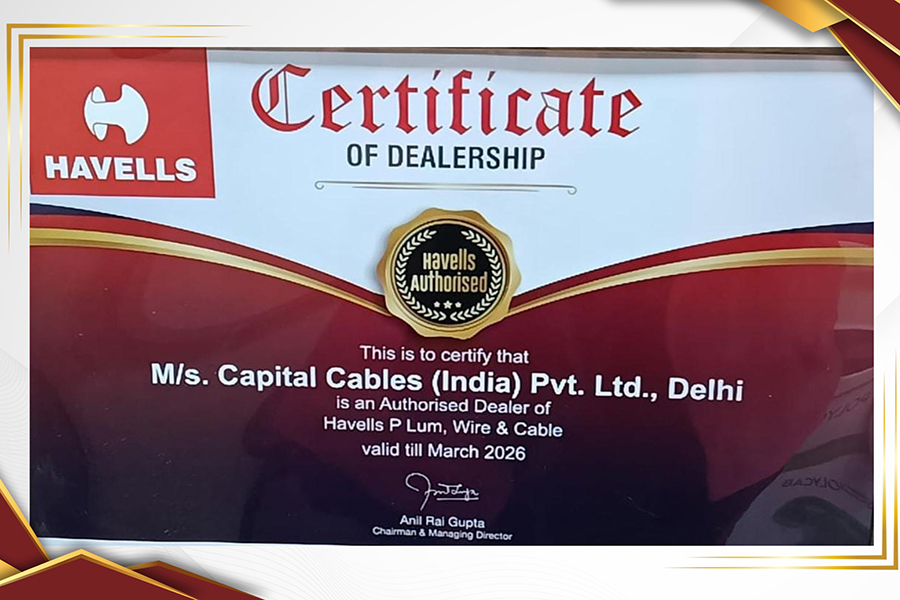 HAVELLS
Certificate
OF DEALERSHIP
Havells
Authorised
This is to certify that
M/s. Capital Cables (India) Pvt. Ltd., Delhi
is an Authorised Dealer of
Havells P Lum, Wire & Cable
valid till March 2026
Anil Rai Gupta
Chairman & Managing Director